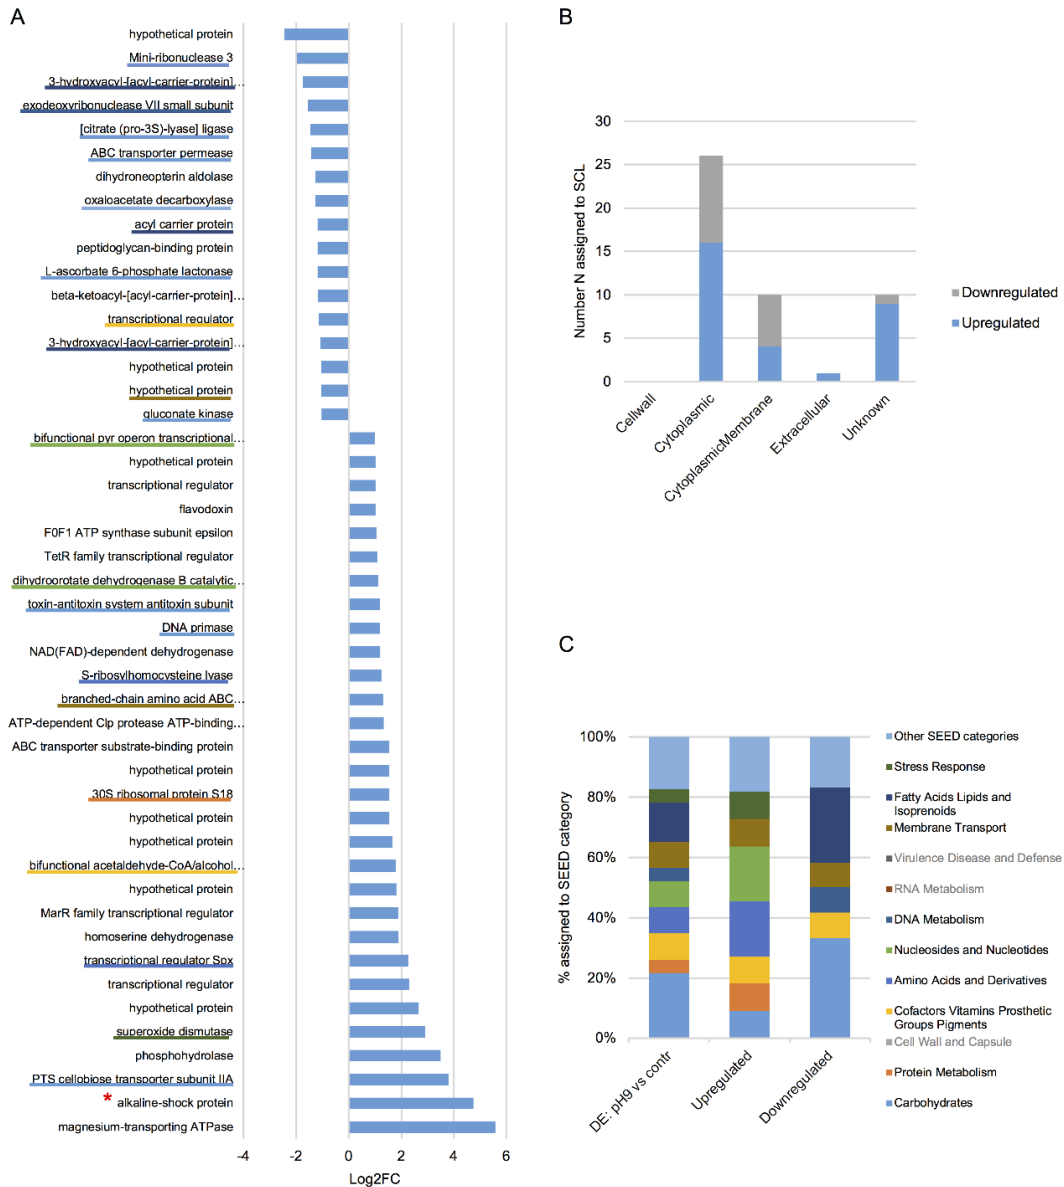 A
hypothetical protein
Mini-ribonuclease 3
3-hydroxyacyl-[acyl-carrier-protein]...
exodeoxyribonuclease VII small subunit
[citrate (pro-3S)-lyase] ligase
ABC transporter permease
dihydroneopterin aldolase
oxaloacetate decarboxylase
acyl carrier protein
peptidoglycan-binding protein
L-ascorbate 6-phosphate lactonase
beta-ketoacyl-[acyl-carrier-protein]...
transcriptional regulator
3-hydroxyacyl-[acyl-carrier-protein]...
hypothetical protein
hypothetical protein
gluconate kinase
bifunctional pyr operon transcriptional...
hypothetical protein
transcriptional regulator
flavodoxin
F0F1 ATP synthase subunit epsilon
TetR family transcriptional regulator
dihydroorotate dehydrogenase B catalytic...
toxin-antitoxin system antitoxin subunit
DNA primase
NAD(FAD)-dependent dehydrogenase
S-ribosylhomocysteine lyase
branched-chain amino acid ABC...
ATP-dependent Clp protease ATP-binding...
ABC transporter substrate-binding protein
hypothetical protein
30S ribosomal protein S18
hypothetical protein
hypothetical protein
bifunctional acetaldehyde-CoA/alcohol...
hypothetical protein
MarR family transcriptional regulator
homoserine dehydrogenase
transcriptional regulator Spx
transcriptional regulator
hypothetical protein
superoxide dismutase
phosphohydrolase
PTS cellobiose transporter subunit IIA
* alkaline-shock protein
magnesium-transporting ATPase
-4 -2 0 2 4 6
Log2FC
B
Number N assigned to SCL
30
25
20
15
10
5
0
Cellwall
Cytoplasmic
CytoplasmicMembrane
Extracellular
Unknown
Downregulated
Upregulated
C
% assigned to SEED category
100%
80%
60%
40%
20%
0%
DE: pH9 vs contr
Upregulated
Downregulated
Other SEED categories
Stress Response
Fatty Acids Lipids and
Isoprenoids
Membrane Transport
Virulence Disease and Defense
RNA Metabolism
DNA Metabolism
Nucleosides and Nucleotides
Amino Acids and Derivatives
Cofactors Vitamins Prosthetic
Groups Pigments
Cell Wall and Capsule
Protein Metabolism
Carbohydrates